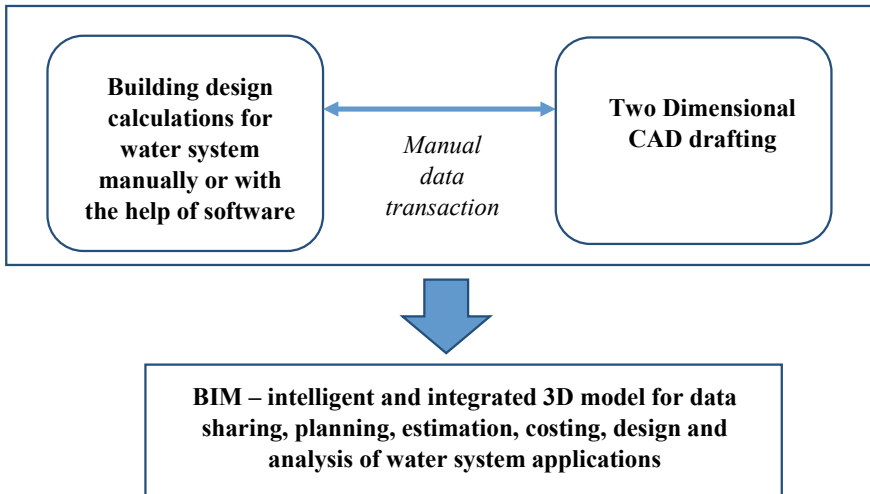 Building design
calculations for
water system
manually or with
the help of software
Manual
data
transaction
Two Dimensional
CAD drafting
BIM – intelligent and integrated 3D model for data
sharing, planning, estimation, costing, design and
analysis of water system applications